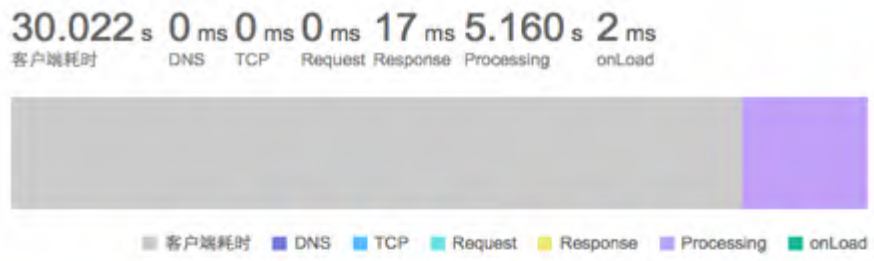 30.022 s 0 ms 0 ms 0 ms 17 ms 5.160 s 2 ms
客户端耗时 DNS TCP Request Response Processing onLoad
客户端耗时 DNS TCP Request Response Processing onLoad